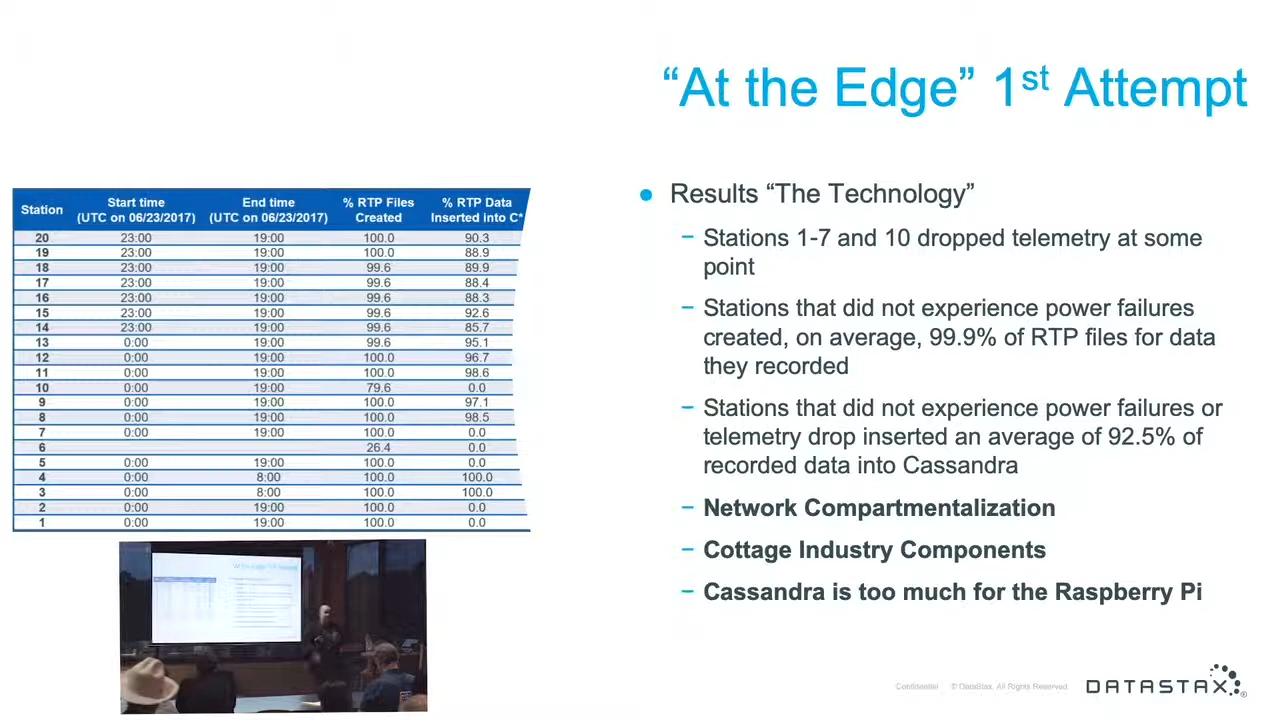 “At the Edge” 1st Attempt
Station Start time (UTC on 06/23/2017) End time (UTC on 06/23/2017) % RTP Files Created % RTP Data Inserted into C*
20 23:00 19:00 100.0 90.3
19 23:00 19:00 100.0 88.9
18 23:00 19:00 99.6 89.9
17 23:00 19:00 99.6 88.4
16 23:00 19:00 99.6 88.3
15 23:00 19:00 99.6 92.6
14 23:00 19:00 99.6 85.7
13 0:00 19:00 99.6 95.1
12 0:00 19:00 100.0 96.7
11 0:00 19:00 100.0 98.6
10 0:00 19:00 79.6 0.0
9 0:00 19:00 100.0 97.1
8 0:00 19:00 100.0 98.5
7 0:00 19:00 100.0 0.0
6 26.4 0.0
5 0:00 19:00 100.0 0.0
4 0:00 8:00 100.0 100.0
3 0:00 8:00 100.0 100.0
2 0:00 19:00 100.0 0.0
1 0:00 19:00 100.0 0.0
● Results “The Technology”
− Stations 1-7 and 10 dropped telemetry at some
point
− Stations that did not experience power failures
created, on average, 99.9% of RTP files for data
they recorded
− Stations that did not experience power failures or
telemetry drop inserted an average of 92.5% of
recorded data into Cassandra
− Network Compartmentalization
− Cottage Industry Components
− Cassandra is too much for the Raspberry Pi
Confidential © DataStax, All Rights Reserved.
DATASTAX®